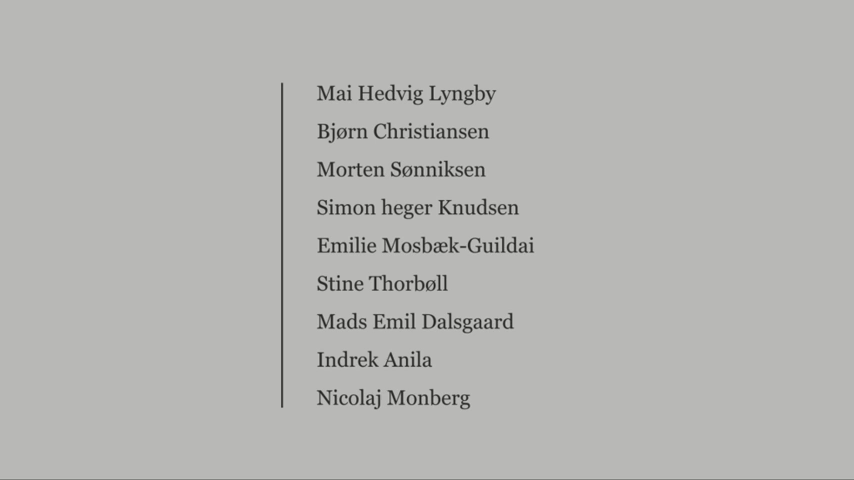 Mai Hedvig Lyngby
Bjørn Christiansen
Morten Sønniksen
Simon heger Knudsen
Emilie Mosbæk-Guildai
Stine Thorbøll
Mads Emil Dalsgaard
Indrek Anila
Nicolaj Monberg